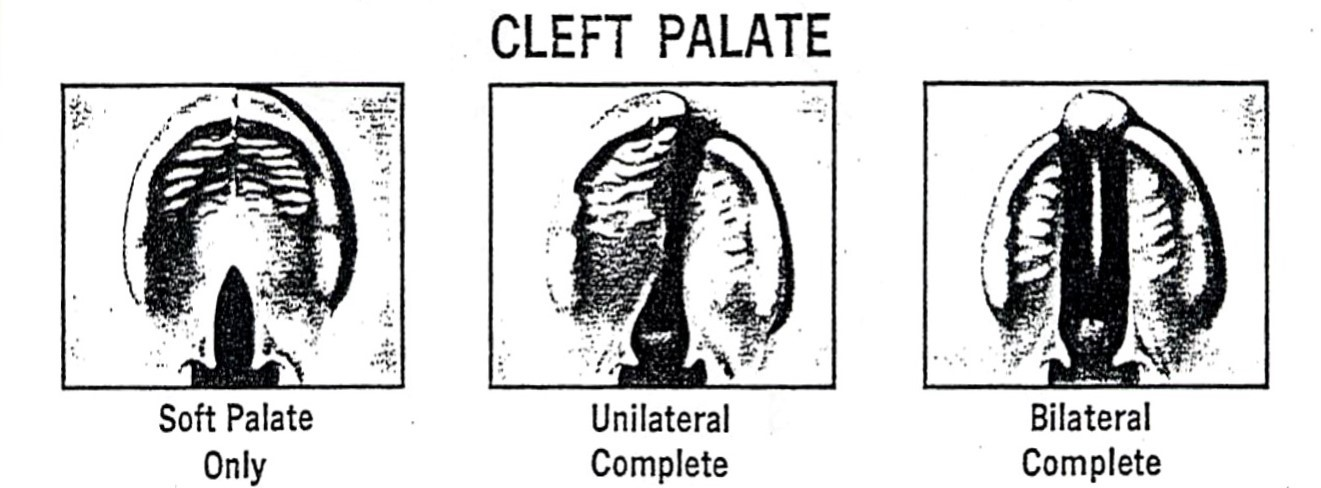 CLEFT PALATE
Soft Palate
Only
Unilateral
Complete
Bilateral
Complete